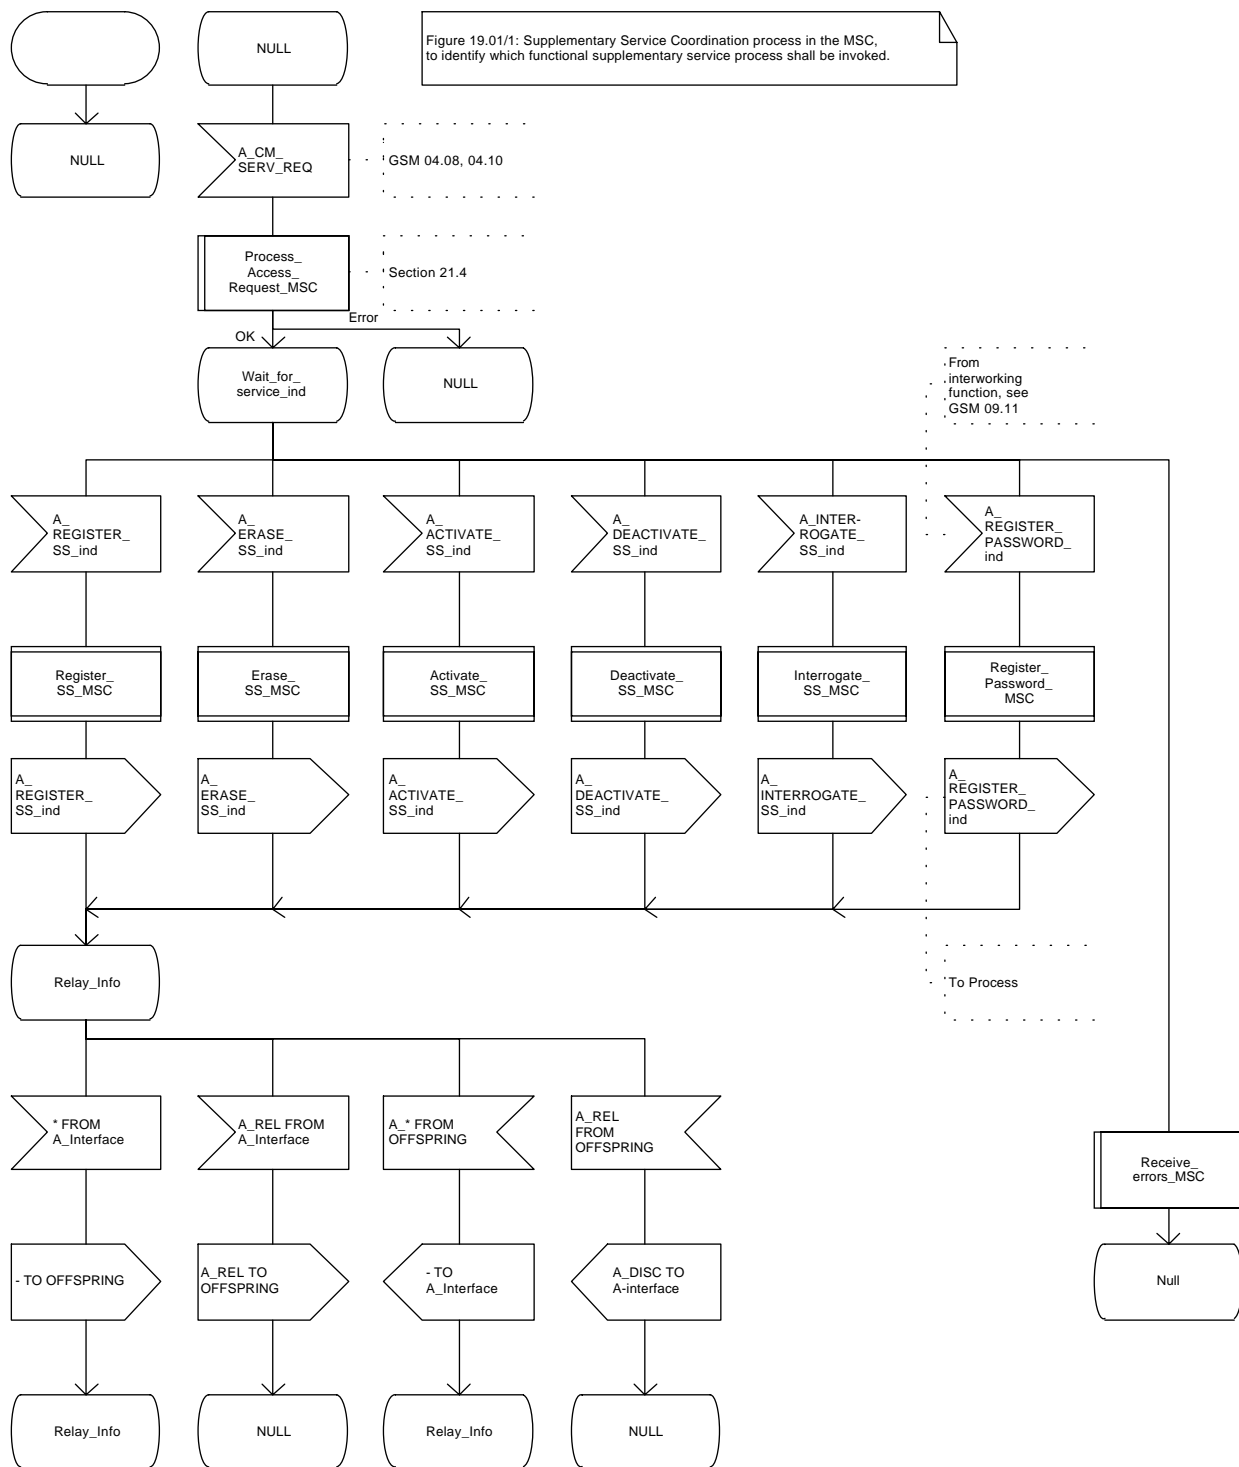 NULL
Figure 19.01/1: Supplementary Service Coordination process in the MSC,
to identify which functional supplementary service process shall be invoked.
NULL
A_CM_
SERV_REQ
GSM 04.08, 04.10
Process_
Access_
Request_MSC
Section 21.4
Error
OK
Wait_for_
service_ind
NULL
From
interworking
function, see
GSM 09.11
A_
REGISTER_
SS_ind
A_
ERASE_
SS_ind
A_
ACTIVATE_
SS_ind
A_
DEACTIVATE_
SS_ind
A_INTER-
ROGATE_
SS_ind
A_
REGISTER_
PASSWORD_
ind
Register_
SS_MSC
Erase_
SS_MSC
Activate_
SS_MSC
Deactivate_
SS_MSC
Interrogate_
SS_MSC
Register_
Password_
MSC
A_
REGISTER_
SS_ind
A_
ERASE_
SS_ind
A_
ACTIVATE_
SS_ind
A_
DEACTIVATE_
SS_ind
A_
INTERROGATE_
SS_ind
A_
REGISTER_
PASSWORD_
ind
Relay_Info
To Process
* FROM
A_Interface
A_REL FROM
A_Interface
A_* FROM
OFFSPRING
A_REL
FROM
OFFSPRING
Receive_
errors_MSC
- TO OFFSPRING
A_REL TO
OFFSPRING
- TO
A_Interface
A_DISC TO
A-interface
Null
Relay_Info
NULL
Relay_Info
NULL